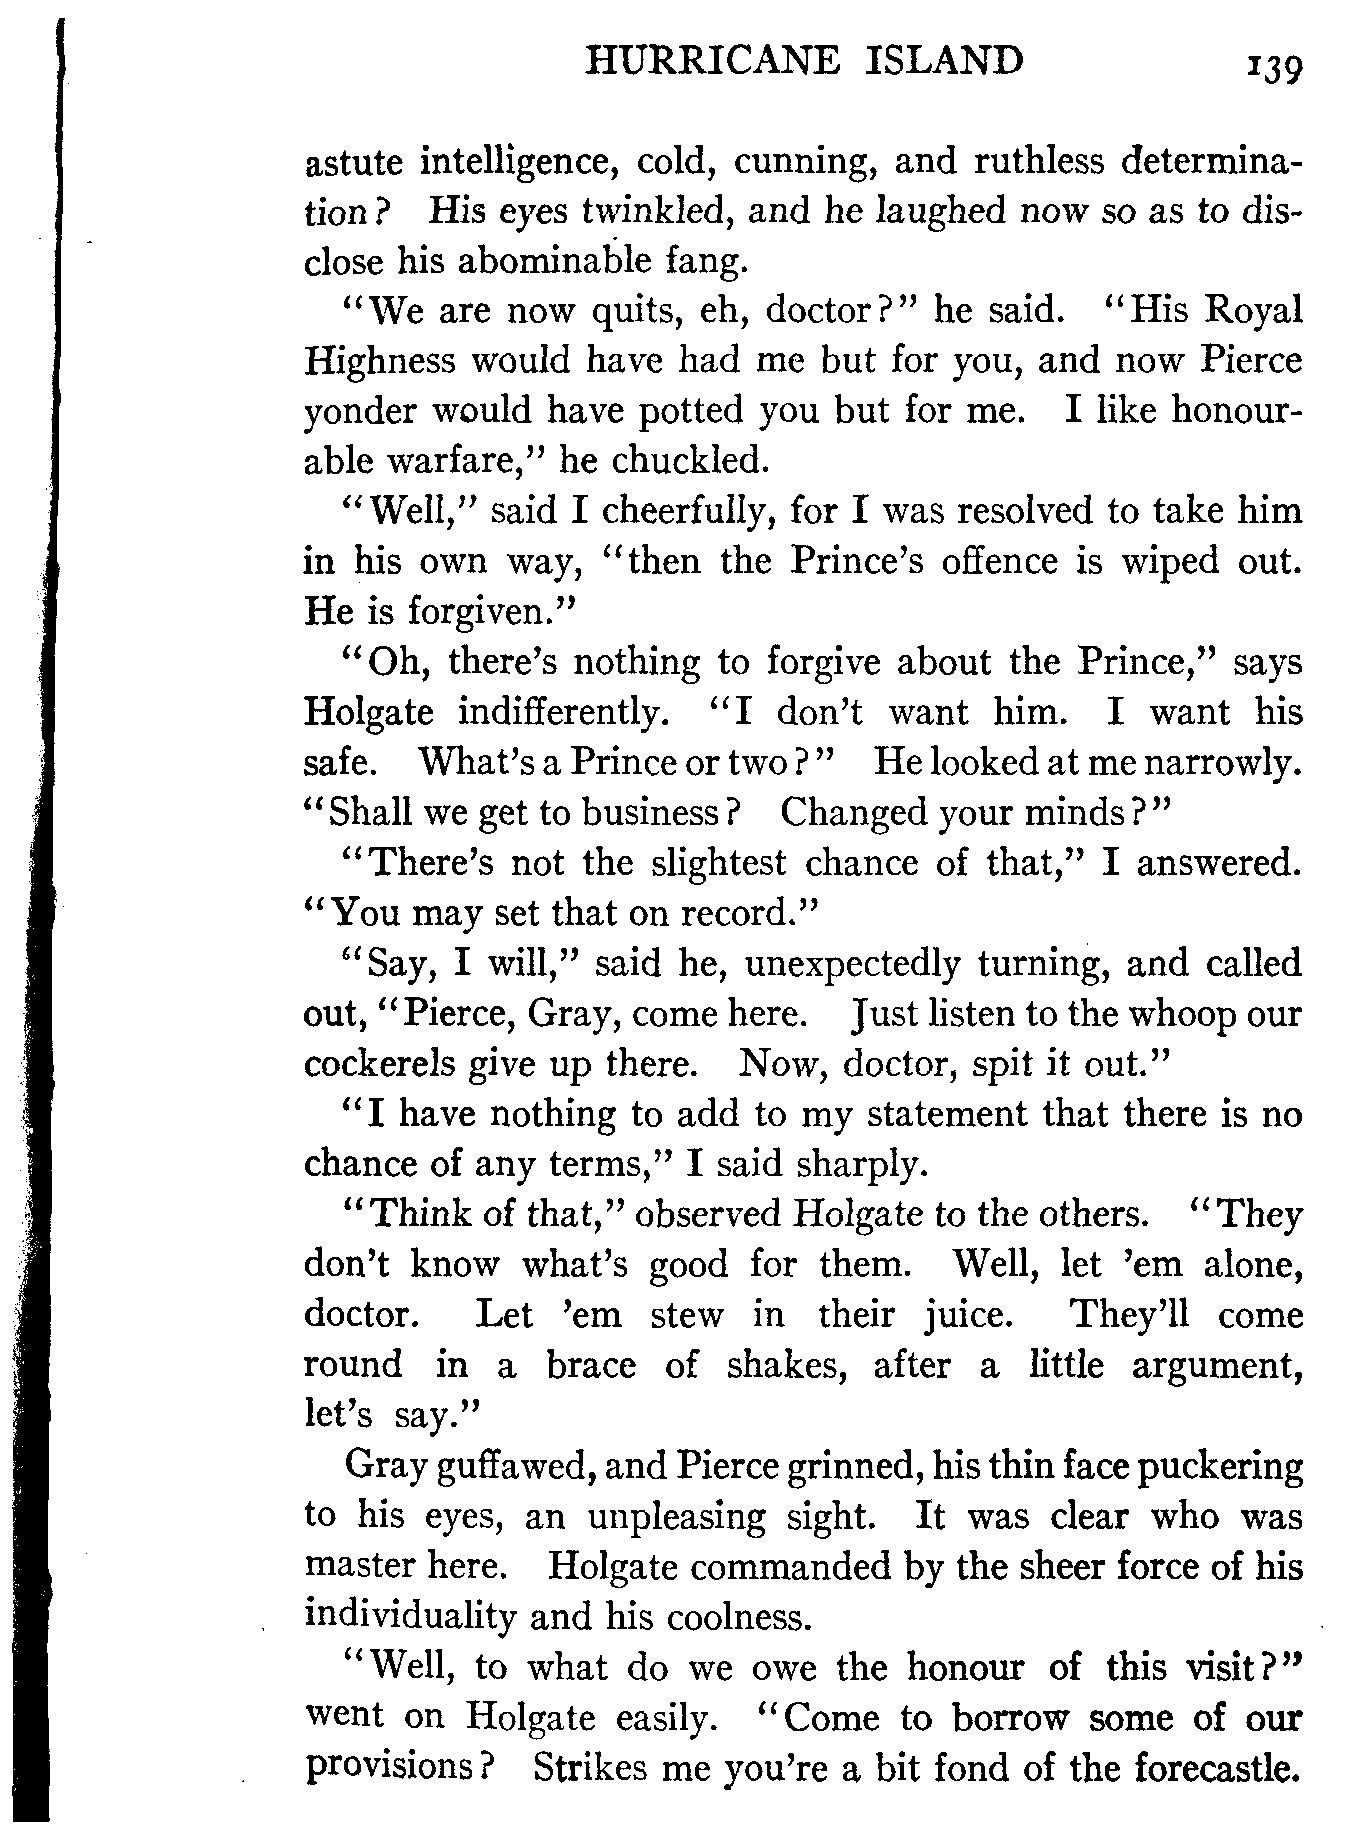 HURRICANE ISLAND 139
astute intelligence, cold, cunning, and ruthless determina-
tion? His eyes twinkled, and he laughed now so as to dis-
close his abominable fang.
"We are now quits, eh, doctor?" he said. "His Royal
Highness would have had me but for you, and now Pierce
yonder would have potted you but for me. I like honour-
able warfare," he chuckled.
"Well," said I cheerfully, for I was resolved to take him
in his own way, "then the Prince's offence is wiped out.
He is forgiven."
"Oh, there's nothing to forgive about the Prince," says
Holgate indifferently. "I don't want him. I want his
safe. What's a Prince or two?" He looked at me narrowly.
"Shall we get to business? Changed your minds?"
"There's not the slightest chance of that," I answered.
"You may set that on record."
"Say, I will," said he, unexpectedly turning, and called
out, "Pierce, Gray, come here. Just listen to the whoop our
cockerels give up there. Now, doctor, spit it out."
"I have nothing to add to my statement that there is no
chance of any terms," I said sharply.
"Think of that," observed Holgate to the others. "They
don't know what's good for them. Well, let 'em alone,
doctor. Let 'em stew in their juice. They'll come
round in a brace of shakes, after a little argument,
let's say."
Gray guffawed, and Pierce grinned, his thin face puckering
to his eyes, an unpleasing sight. It was clear who was
master here. Holgate commanded by the sheer force of his
individuality and his coolness.
"Well, to what do we owe the honour of this visit?"
went on Holgate easily. "Come to borrow some of our
provisions? Strikes me you're a bit fond of the forecastle.